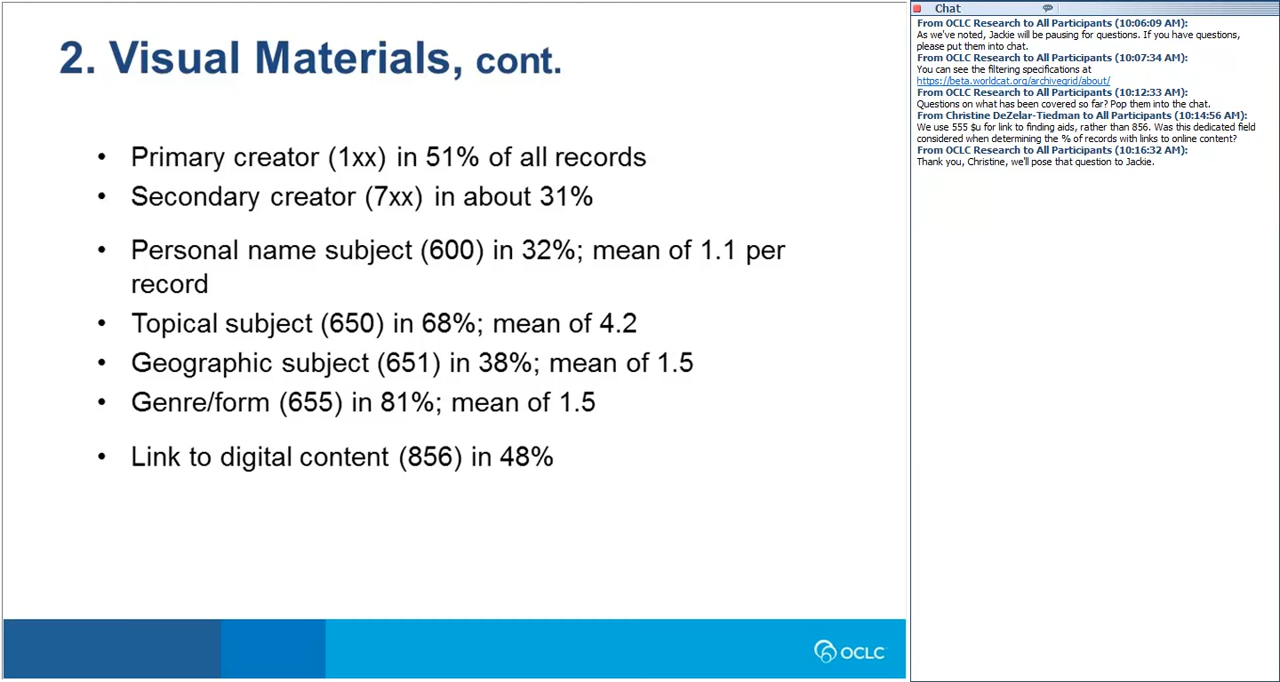 2. Visual Materials, cont.
• Primary creator (1xx) in 51% of all records
• Secondary creator (7xx) in about 31%
• Personal name subject (600) in 32%; mean of 1.1 per
record
• Topical subject (650) in 68%; mean of 4.2
• Geographic subject (651) in 38%; mean of 1.5
• Genre/form (655) in 81%; mean of 1.5
• Link to digital content (856) in 48%
OCLC
Chat
From OCLC Research to All Participants (10:06:09 AM):
As we've noted, Jackie will be pausing for questions. If you have questions,
please put them into chat.
From OCLC Research to All Participants (10:07:34 AM):
You can see the filtering specifications at
https://beta.worldcat.org/archivegrid/about/
From OCLC Research to All Participants (10:12:33 AM):
Questions on what has been covered so far? Pop them into the chat.
From Christine DeZelar-Tiedman to All Participants (10:14:56 AM):
We use 555 $u for link to finding aids, rather than 856. Was this dedicated field
considered when determining the % of records with links to online content?
From OCLC Research to All Participants (10:16:32 AM):
Thank you, Christine, we'll pose that question to Jackie.